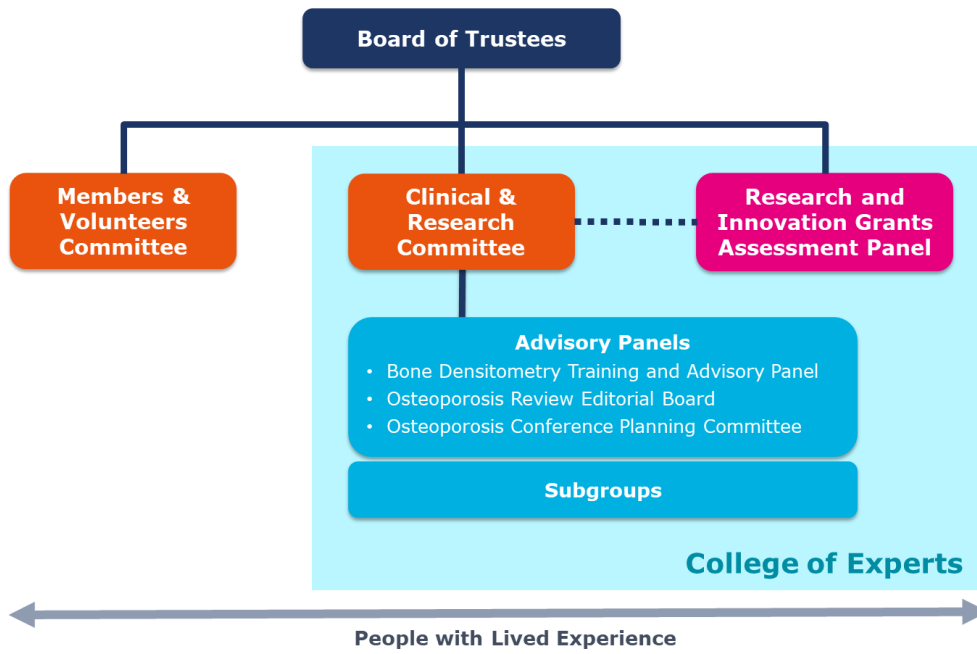 Board of Trustees
Members &
Volunteers
Committee
Clinical &
Research
Committee
Research and
Innovation Grants
Assessment Panel
Advisory Panels
• Bone Densitometry Training and Advisory Panel
• Osteoporosis Review Editorial Board
• Osteoporosis Conference Planning Committee
Subgroups
College of Experts
People with Lived Experience